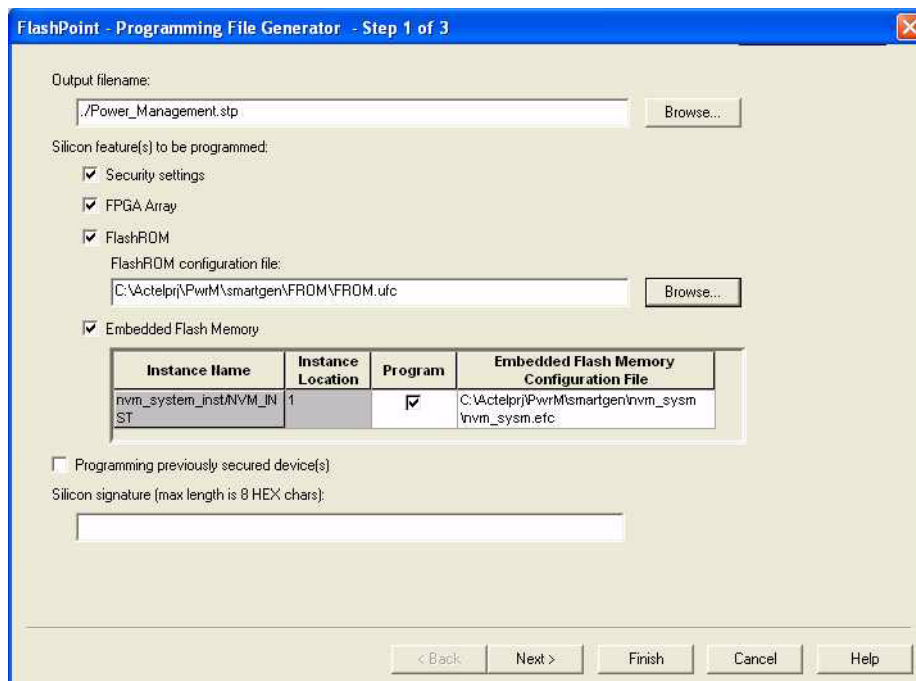 FlashPoint - Programming File Generator - Step 1 of 3
Output filename:
./Power_Management.stp
Browse...
Silicon feature(s) to be programmed:
Security settings
FPGA Array
FlashROM
FlashROM configuration file:
C:\Actelprj\PwrM\smartgen\FROM\FROM.ufc
Browse...
Embedded Flash Memory
Instance Name
Instance
Location
Program
Embedded Flash Memory
Configuration File
nvm_system_inst/NVM_IN
ST
1
C:\Actelprj\PwrM\smartgen\nvm_sysm
\nvm_sysm.efc
Programming previously secured device(s)
Silicon signature (max length is 8 HEX chars):
< Back
Next >
Finish
Cancel
Help